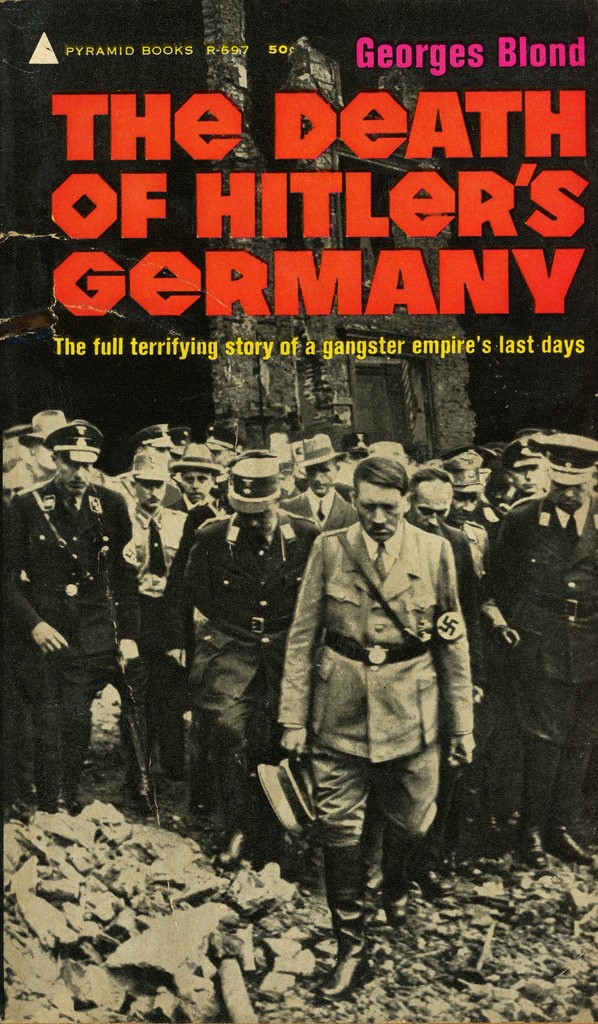 PYRAMID BOOKS R-697 50¢
Georges Blond
THE DEATH
OF HITLER'S
GERMANY
The full terrifying story of a gangster empire's last days